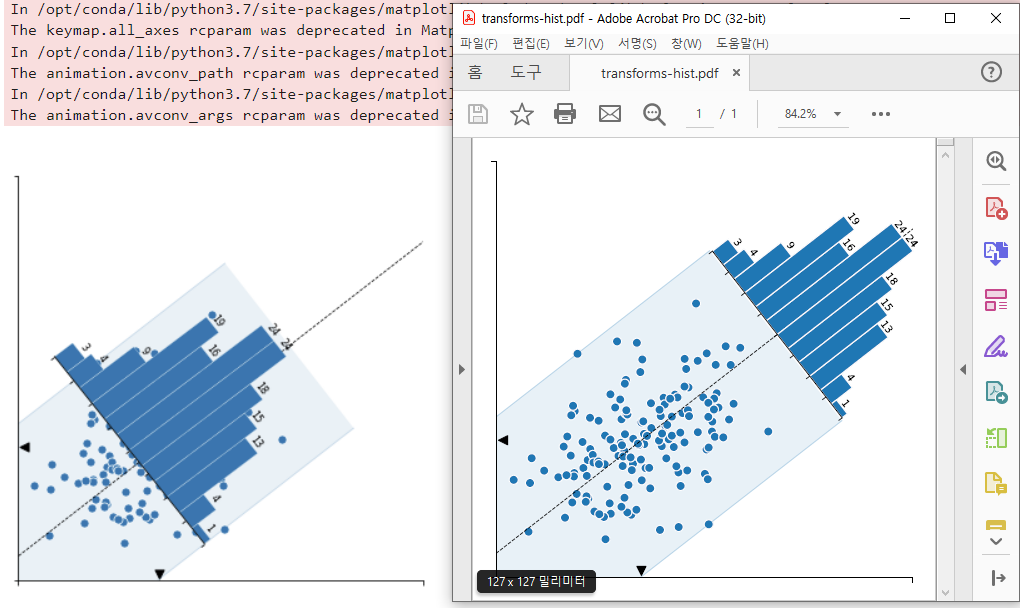 In /opt/conda/lib/python3.7/site-packages/matplotl
The keymap.all_axes rcparam was deprecated in Matp
In /opt/conda/lib/python3.7/site-packages/matplotl
The animation.avconv_path rcparam was deprecated i
In /opt/conda/lib/python3.7/site-packages/matplotl
The animation.avconv_args rcparam was deprecated i
transforms-hist.pdf - Adobe Acrobat Pro DC (32-bit)
파일(F) 편집(E) 보기(V) 서명(S) 창(W) 도움말(H)
홈 도구 transforms-hist.pdf ×
1 / 1 84.2%
3
4
9
19
16
24
24
18
15
13
4
1
3
4
9
19
16
24
24
18
15
13
4
1
127 x 127 밀리미터